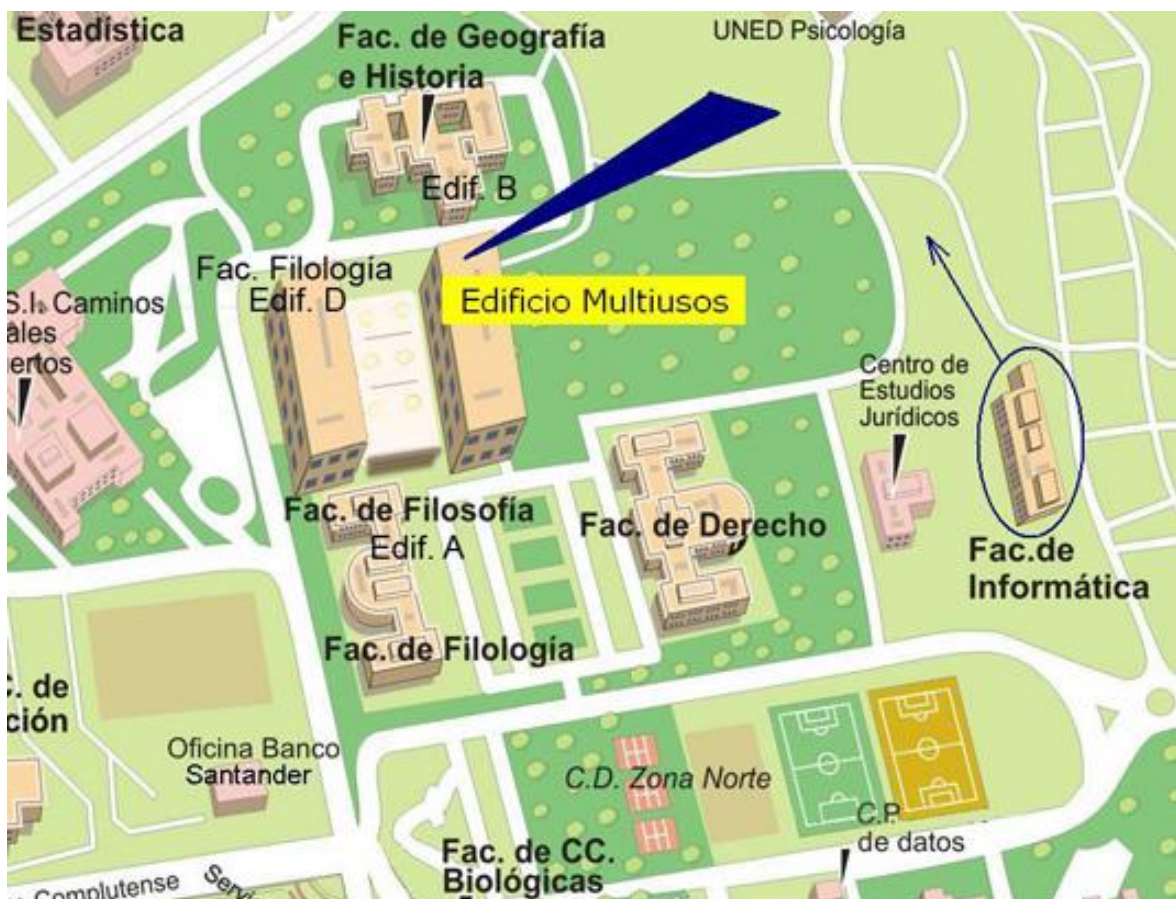 Estadística
Fac. de Geografía
e Historia
UNED Psicología
Edif. B
Fac. Filología
Edif. D
Edificio Multiusos
S.I. Caminos
ales
ertos
Centro de
Estudios
Jurídicos
Fac. de Filosofía
Edif. A
Fac. de Derecho
Fac.de
Informática
Fac. de Filología
C. de
ción
Oficina Banco
Santander
C.D. Zona Norte
C.P.
de datos
Fac. de CC.
Biológicas
Complutense
Servi